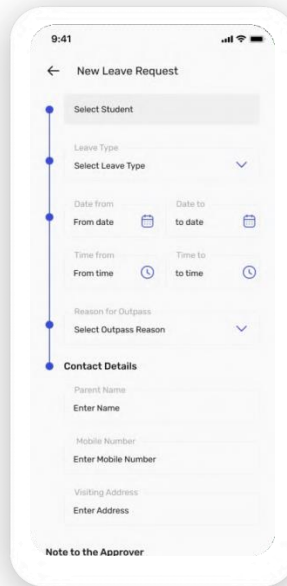 9:41
New Leave Request
Select Student
Leave Type
Select Leave Type
Date from Date to
From date to date
Time from Time to
From time to time
Reason for Outpass
Select Outpass Reason
Contact Details
Parent Name
Enter Name
Mobile Number
Enter Mobile Number
Visiting Address
Enter Address
Note to the Approver